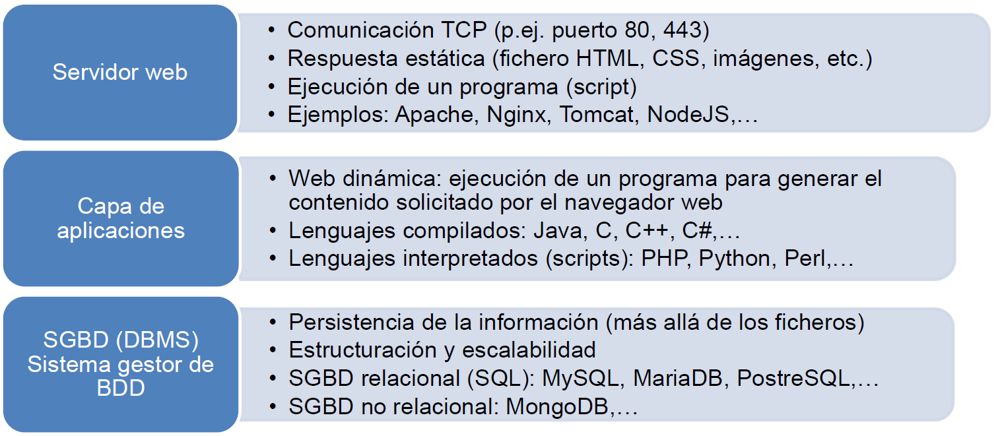 Servidor web
• Comunicación TCP (p.ej. puerto 80, 443)
• Respuesta estática (fichero HTML, CSS, imágenes, etc.)
• Ejecución de un programa (script)
• Ejemplos: Apache, Nginx, Tomcat, NodeJS,…
Capa de
aplicaciones
• Web dinámica: ejecución de un programa para generar el
contenido solicitado por el navegador web
• Lenguajes compilados: Java, C, C++, C#,…
• Lenguajes interpretados (scripts): PHP, Python, Perl,…
SGBD (DBMS)
Sistema gestor de
BDD
• Persistencia de la información (más allá de los ficheros)
• Estructuración y escalabilidad
• SGBD relacional (SQL): MySQL, MariaDB, PostreSQL,…
• SGBD no relacional: MongoDB,…